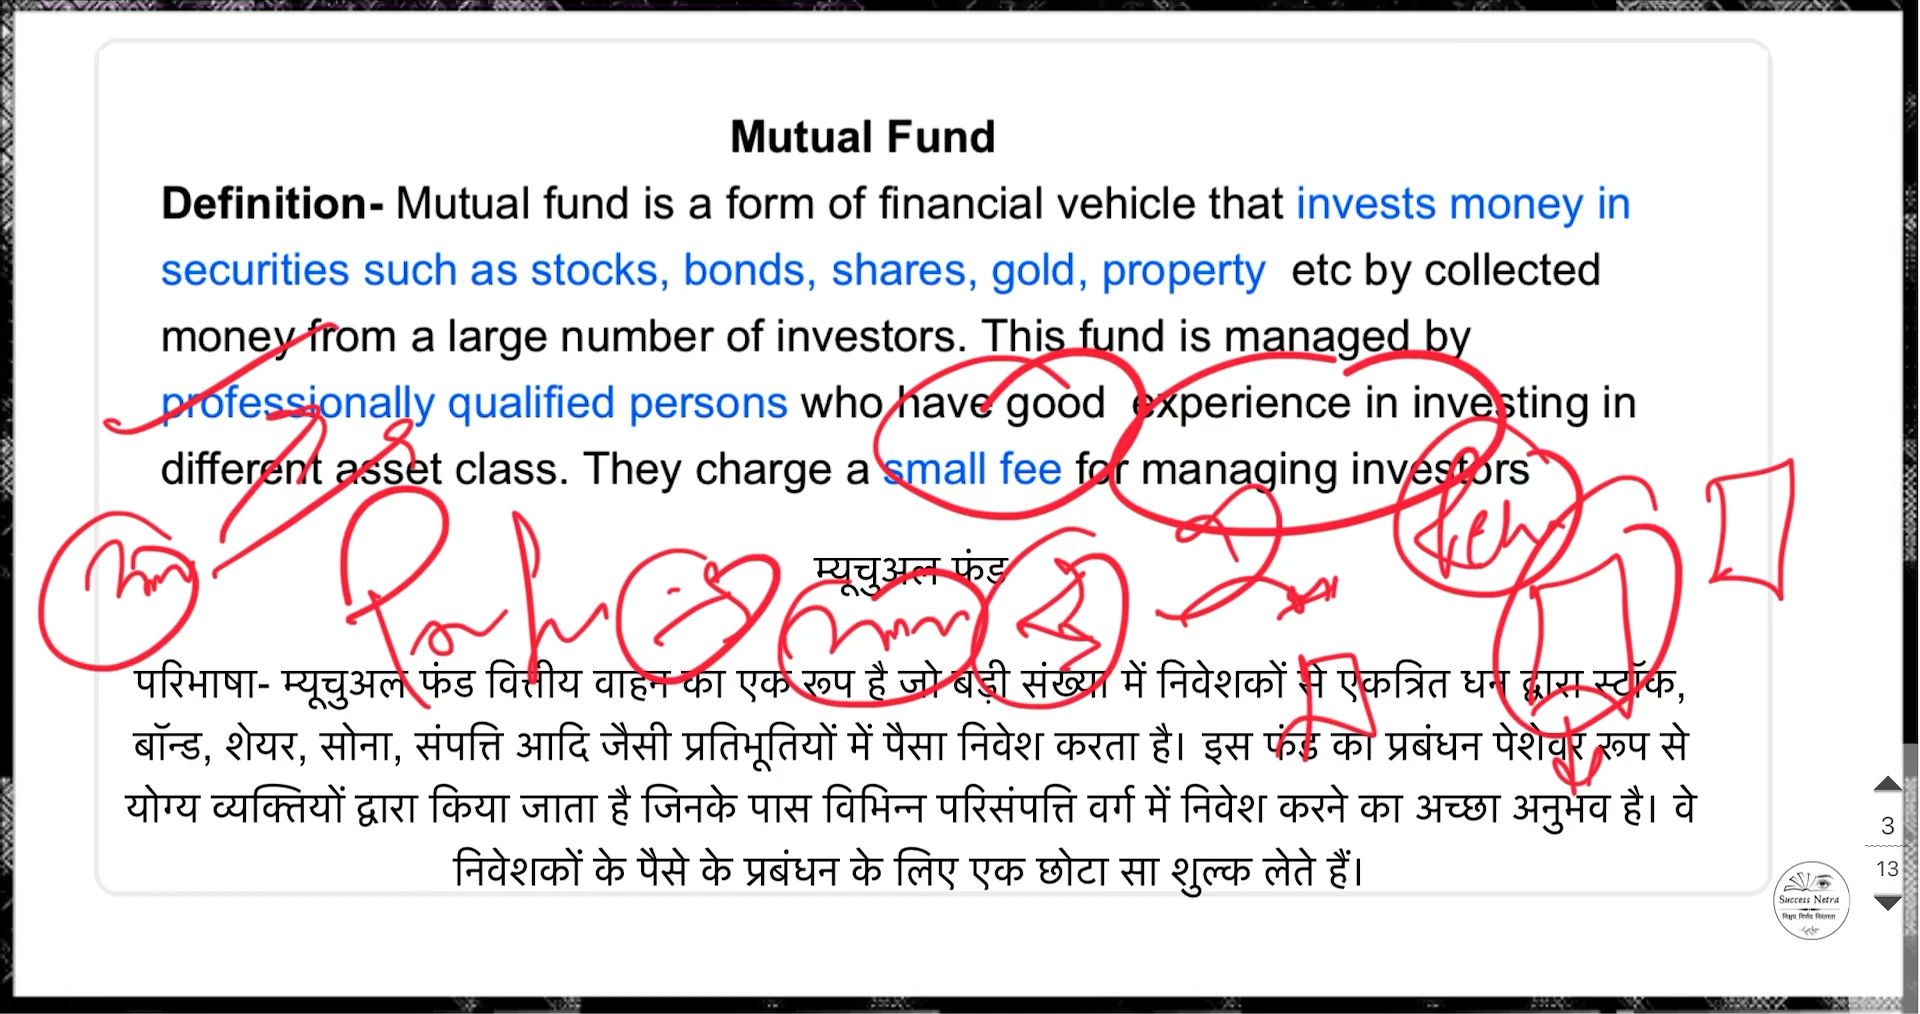 Mutual Fund
Definition- Mutual fund is a form of financial vehicle that invests money in
securities such as stocks, bonds, shares, gold, property etc by collected
money from a large number of investors. This fund is managed by
professionally qualified persons who have good experience in investing in
different asset class. They charge a small fee for managing investors
म्यूचुअल फंड
परिभाषा- म्यूचुअल फंड वित्तीय वाहन का एक रूप है जो बड़ी संख्या में निवेशकों से एकत्रित धन द्वारा स्टॉक,
बॉन्ड, शेयर, सोना, संपत्ति आदि जैसी प्रतिभूतियों में पैसा निवेश करता है। इस फंड का प्रबंधन पेशेवर रूप से
योग्य व्यक्तियों द्वारा किया जाता है जिनके पास विभिन्न परिसंपत्ति वर्ग में निवेश करने का अच्छा अनुभव है। वे
निवेशकों के पैसे के प्रबंधन के लिए एक छोटा सा शुल्क लेते हैं।
3
13
Success Netra